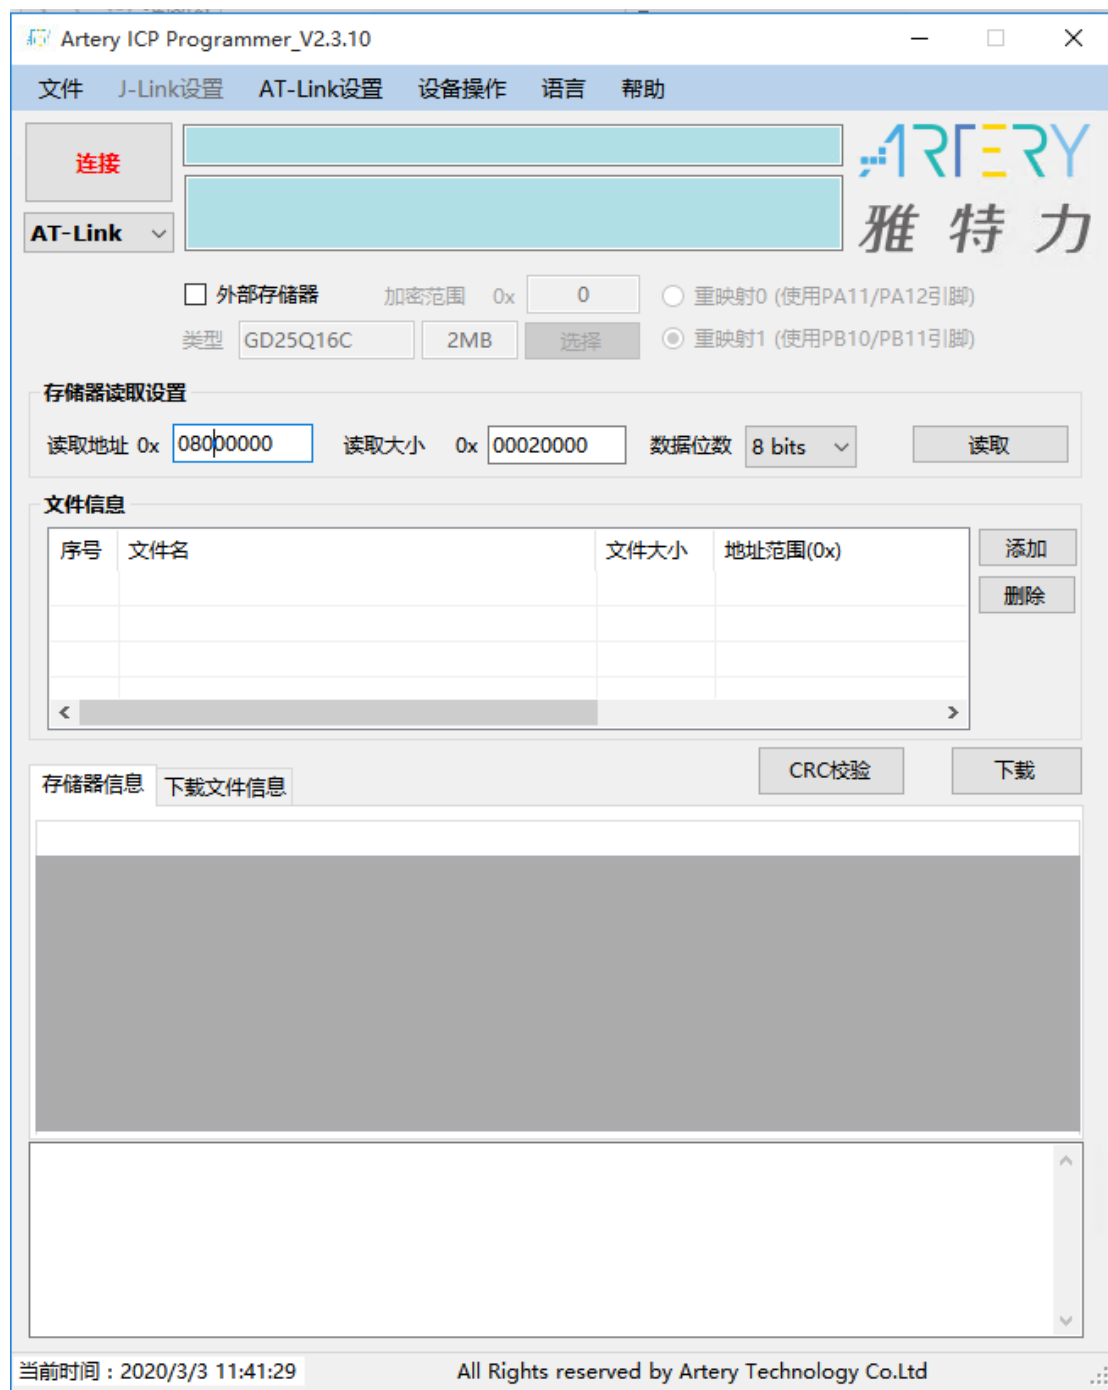 Artery ICP Programmer_V2.3.10
文件 J-Link设置 AT-Link设置 设备操作 语言 帮助
连接
ARTERY
AT-Link
雅特力
外部存储器 加密范围 0x 0 重映射0 (使用PA11/PA12引脚)
类型 GD25Q16C 2MB 选择 重映射1 (使用PB10/PB11引脚)
存储器读取设置
读取地址 0x 08000000 读取大小 0x 00020000 数据位数 8 bits 读取
文件信息
序号 文件名 文件大小 地址范围(0x) 添加
删除
CRC校验 下载
存储器信息 下载文件信息
当前时间：2020/3/3 11:41:29 All Rights reserved by Artery Technology Co.Ltd